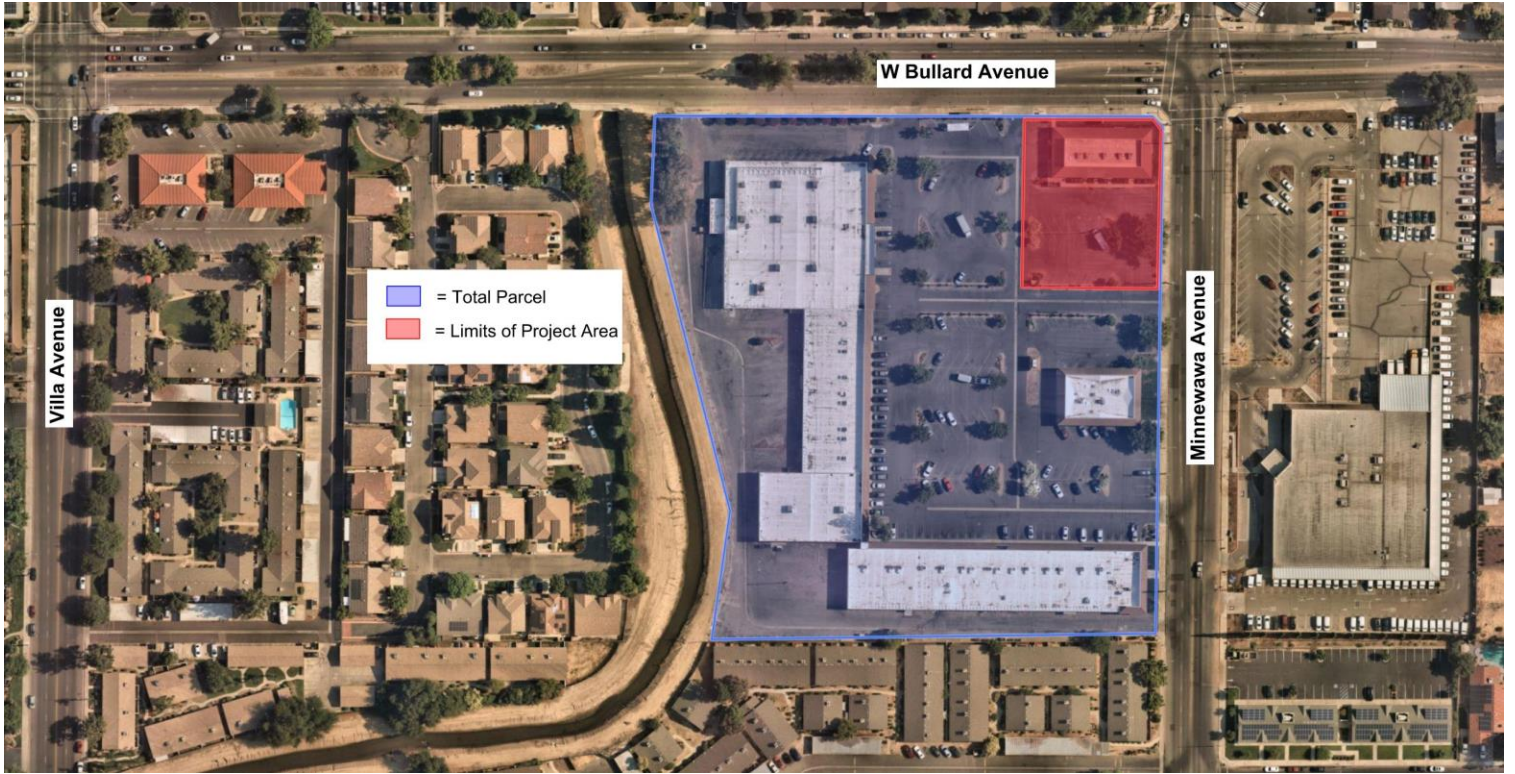 W Bullard Avenue
Villa Avenue
= Total Parcel
= Limits of Project Area
Minnewawa Avenue